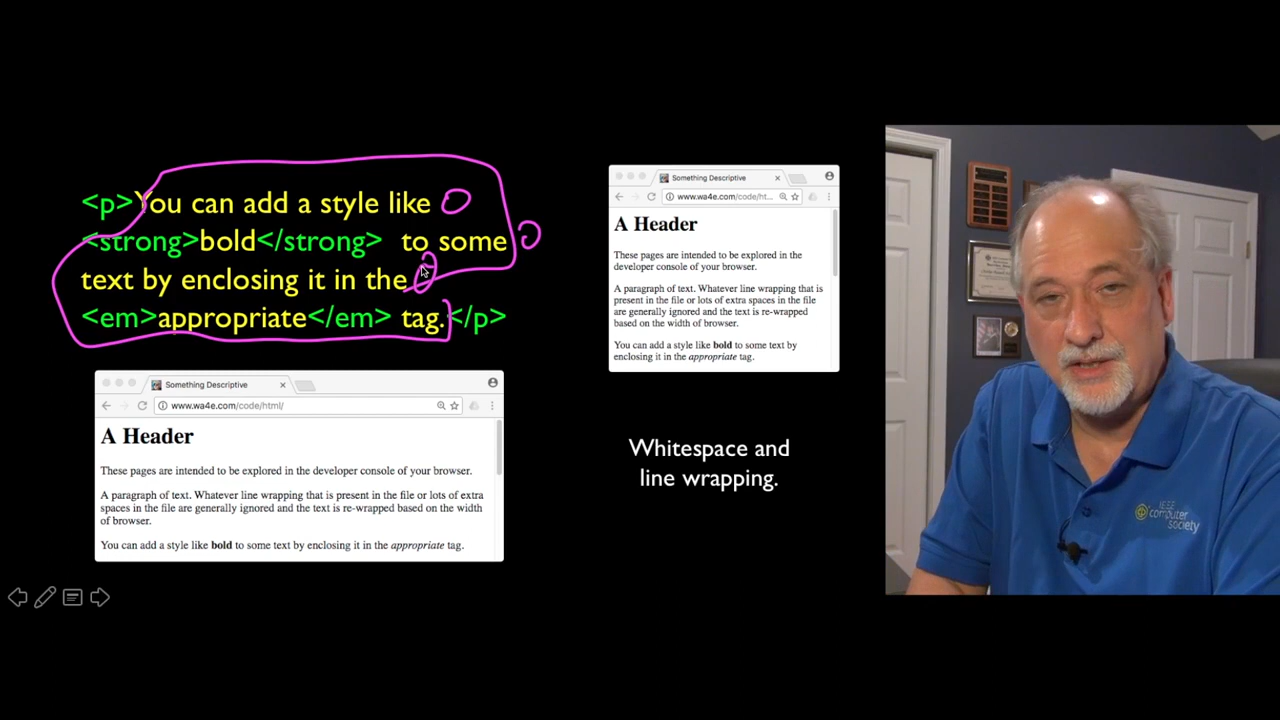 <p>You can add a style like
<strong>bold</strong>  to some
text by enclosing it in the
<em>appropriate</em> tag.</p>
Something Descriptive
www.wa4e.com/code/html/
A Header
These pages are intended to be explored in the developer console of your browser.
A paragraph of text. Whatever line wrapping that is present in the file or lots of extra
spaces in the file are generally ignored and the text is re-wrapped based on the width
of browser.
You can add a style like bold to some text by enclosing it in the appropriate tag.
Something Descriptive
www.wa4e.com/code/ht...
A Header
These pages are intended to be explored in the
developer console of your browser.
A paragraph of text. Whatever line wrapping that is
present in the file or lots of extra spaces in the file
are generally ignored and the text is re-wrapped
based on the width of browser.
You can add a style like bold to some text by
enclosing it in the appropriate tag.
Whitespace and
line wrapping.
IEEE
computer
society